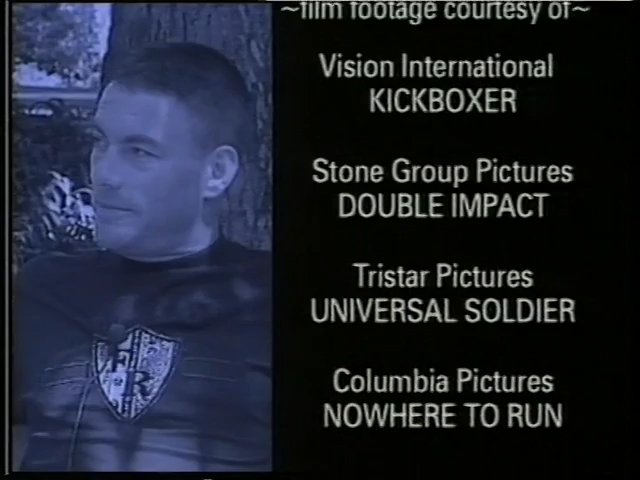 ~film footage courtesy of~
Vision International
KICKBOXER
Stone Group Pictures
DOUBLE IMPACT
Tristar Pictures
UNIVERSAL SOLDIER
Columbia Pictures
NOWHERE TO RUN